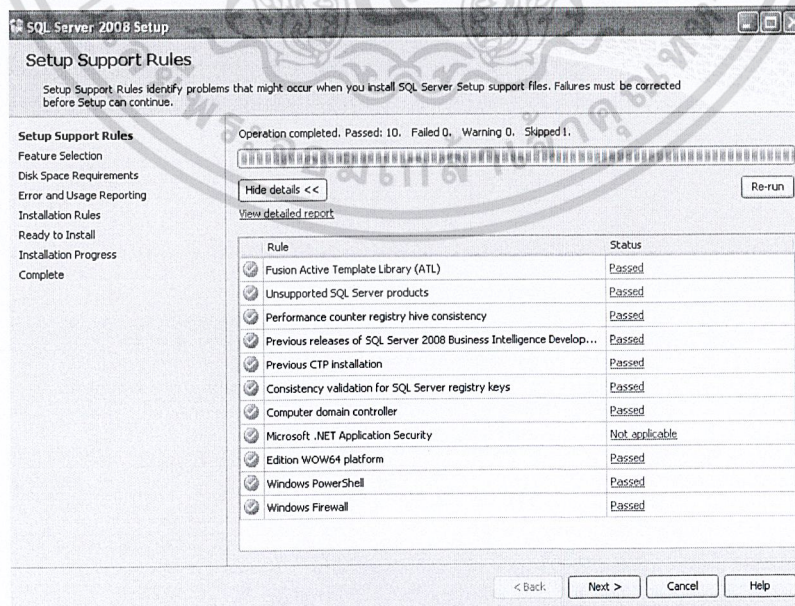 SQL Server 2008 Setup
Setup Support Rules
Setup Support Rules identify problems that might occur when you install SQL Server Setup support files. Failures must be corrected
before Setup can continue.
Setup Support Rules
Feature Selection
Disk Space Requirements
Error and Usage Reporting
Installation Rules
Ready to Install
Installation Progress
Complete
Operation completed. Passed: 10. Failed 0. Warning 0. Skipped 1.
Hide details <<
Re-run
View detailed report
Rule Status
Fusion Active Template Library (ATL) Passed
Unsupported SQL Server products Passed
Performance counter registry hive consistency Passed
Previous releases of SQL Server 2008 Business Intelligence Develop... Passed
Previous CTP installation Passed
Consistency validation for SQL Server registry keys Passed
Computer domain controller Passed
Microsoft .NET Application Security Not applicable
Edition WOW64 platform Passed
Windows PowerShell Passed
Windows Firewall Passed
< Back Next > Cancel Help